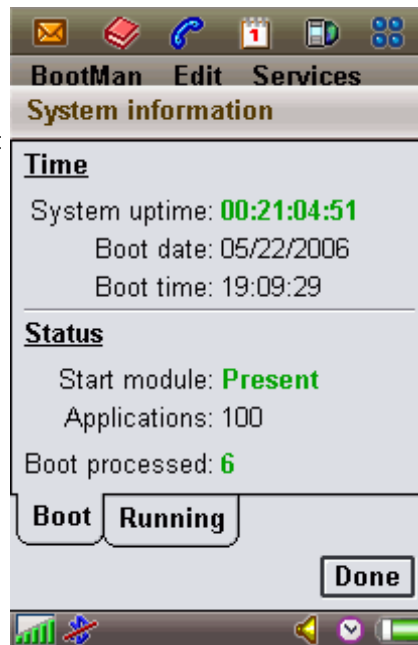 1
BootMan Edit Services
System information
Time
System uptime: 00:21:04:51
Boot date: 05/22/2006
Boot time: 19:09:29
Status
Start module: Present
Applications: 100
Boot processed: 6
Boot Running
Done